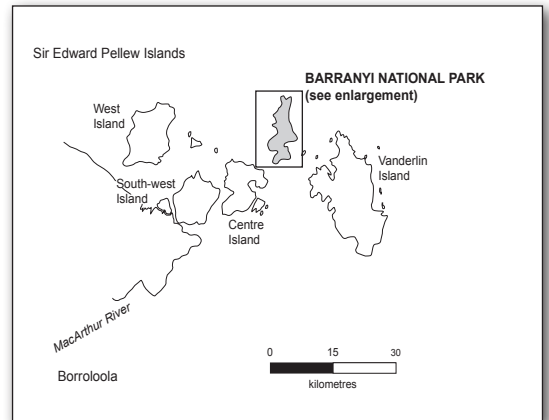 Sir Edward Pellew Islands
BARRANYI NATIONAL PARK
(see enlargement)
West
Island
Vanderlin
Island
South-west
Island
Centre
Island
MacArthur River
Borroloola
0 15 30
kilometres